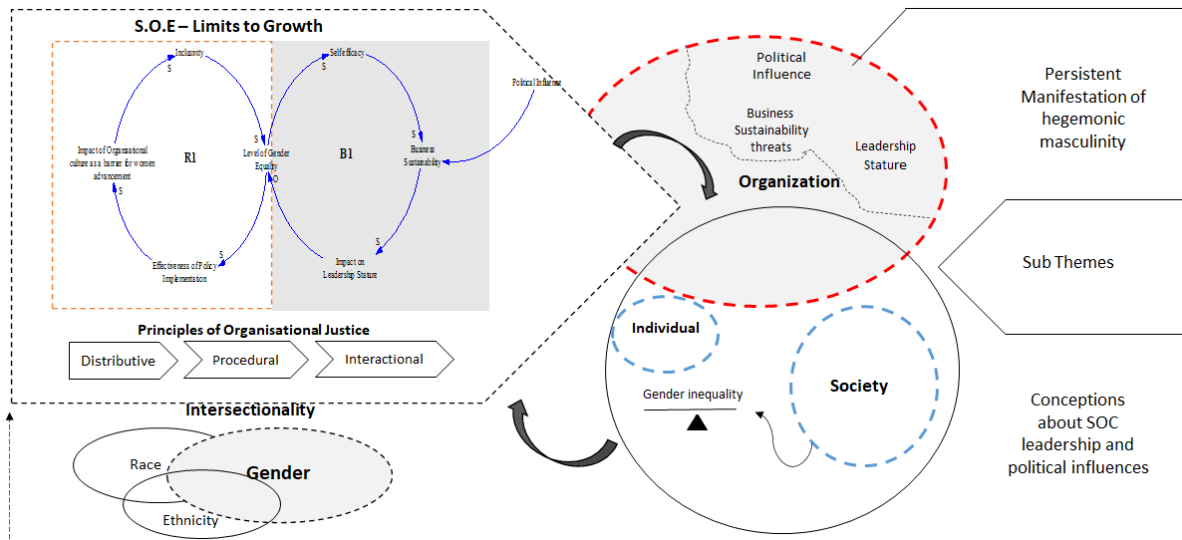 S.O.E – Limits to Growth
Inclusivity
S
S
Impact of Organisational
culture as a barrier for women
advancement
R1
S
S
Effectiveness of Policy
Implementation
Level of Gender
Equality
O
Self efficacy
S
S
B1
Business
Sustainability
S
S
Impact on
Leadership Stature
Political Influence
Principles of Organisational Justice
Distributive
Procedural
Interactional
Intersectionality
Race
Gender
Ethnicity
Political
Influence
Business
Sustainability
threats
Leadership
Stature
Organization
Individual
Society
Gender inequality
Persistent
Manifestation of
hegemonic
masculinity
Sub Themes
Conceptions
about SOC
leadership and
political influences